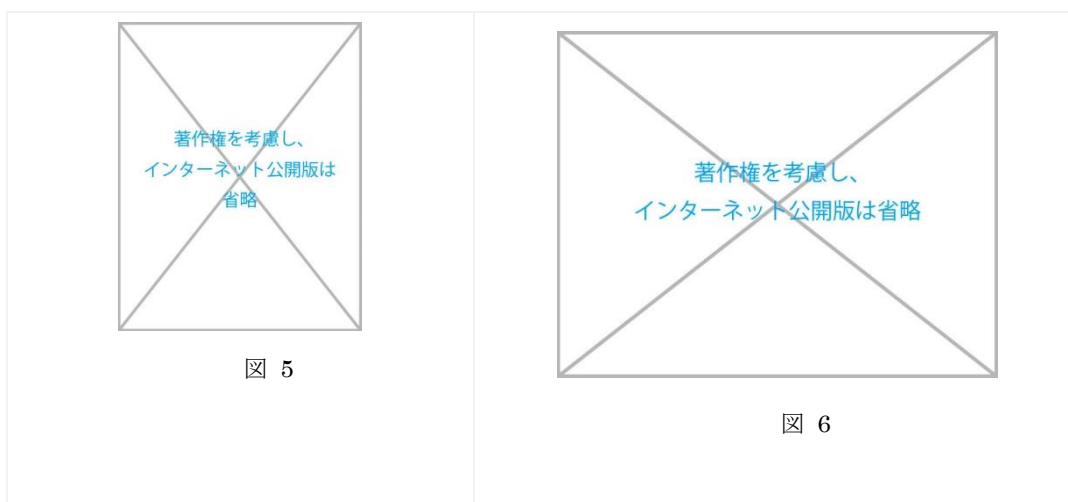 著作権を考慮し、
インターネット公開版は
省略
図 5
著作権を考慮し、
インターネット公開版は省略
図 6